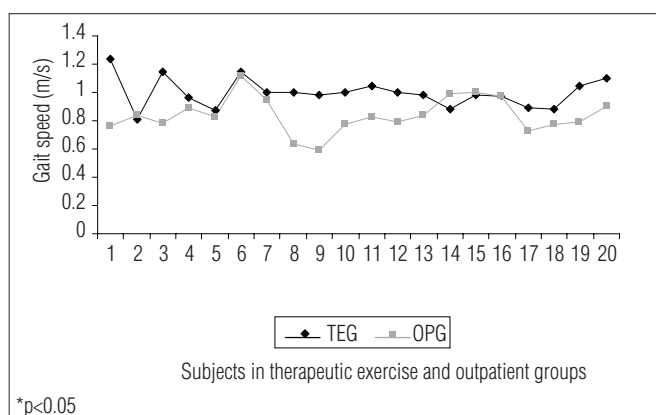 Gait speed (m/s)
1.4
1.2
1
0.8
0.6
0.4
0.2
0
1 2 3 4 5 6 7 8 9 10 11 12 13 14 15 16 17 18 19 20
TEG OPG
Subjects in therapeutic exercise and outpatient groups
*p<0.05